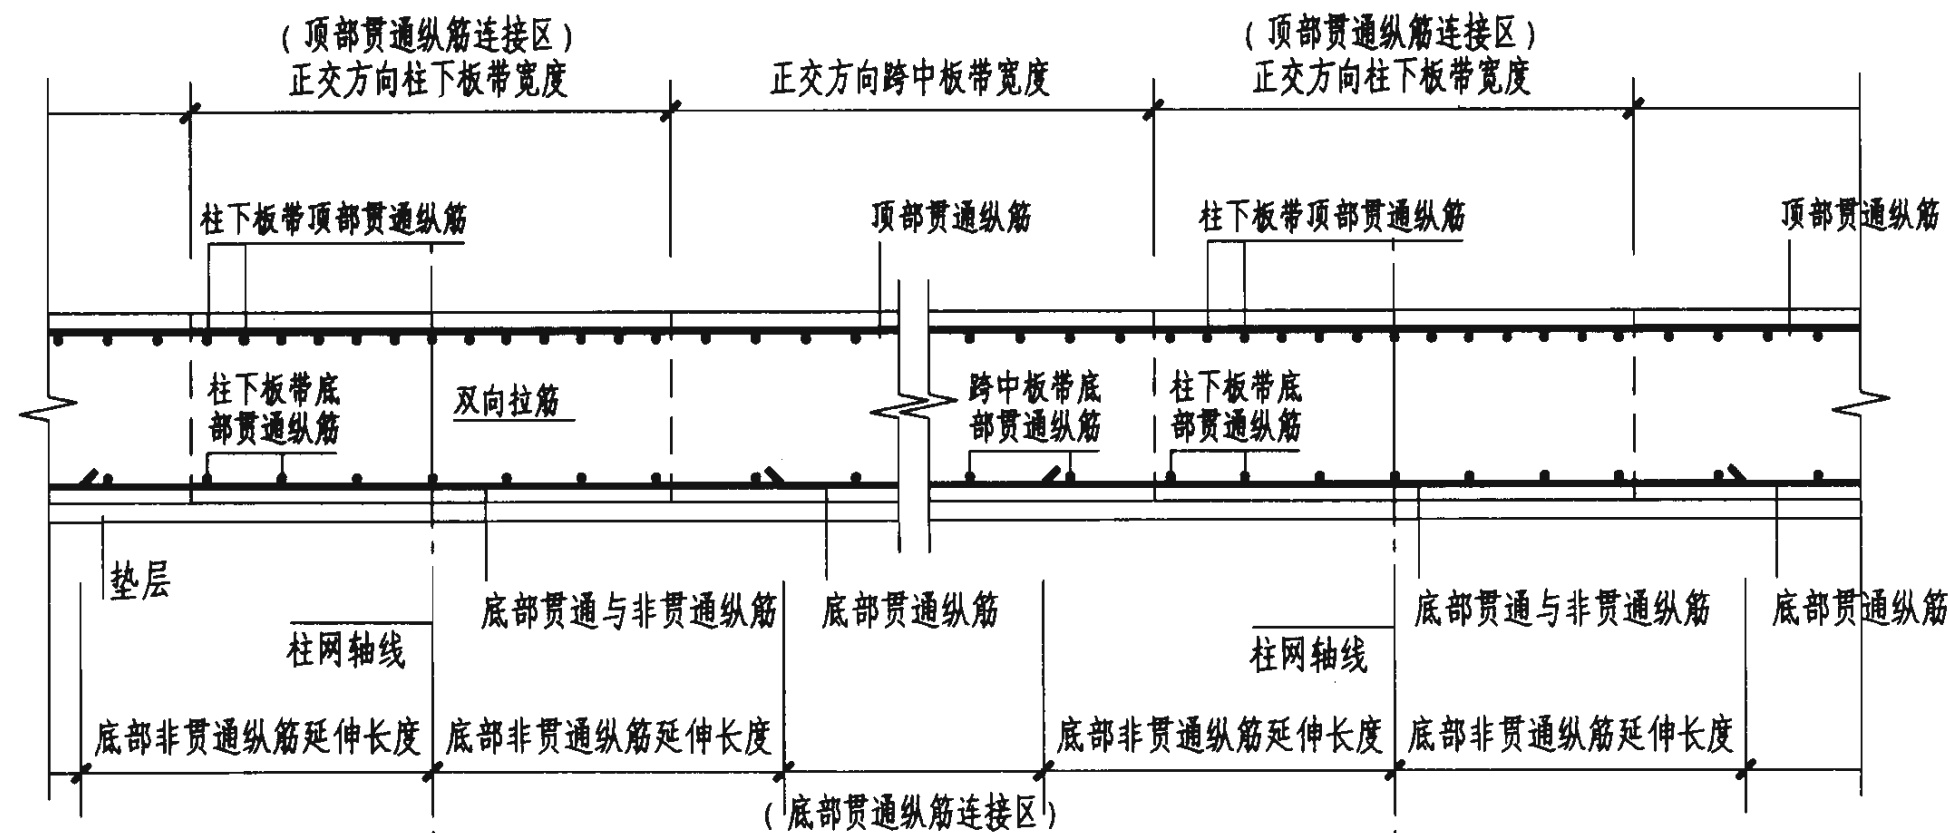 （顶部贯通纵筋连接区）
正交方向柱下板带宽度
正交方向跨中板带宽度
（顶部贯通纵筋连接区）
正交方向柱下板带宽度
柱下板带顶部贯通纵筋
顶部贯通纵筋
柱下板带顶部贯通纵筋
顶部贯通纵筋
柱下板带底
部贯通纵筋
双向拉筋
跨中板带底
部贯通纵筋
柱下板带底
部贯通纵筋
垫层
底部贯通与非贯通纵筋
底部贯通纵筋
底部贯通与非贯通纵筋
底部贯通纵筋
柱网轴线
柱网轴线
底部非贯通纵筋延伸长度
底部非贯通纵筋延伸长度
底部非贯通纵筋延伸长度
底部非贯通纵筋延伸长度
（底部贯通纵筋连接区）